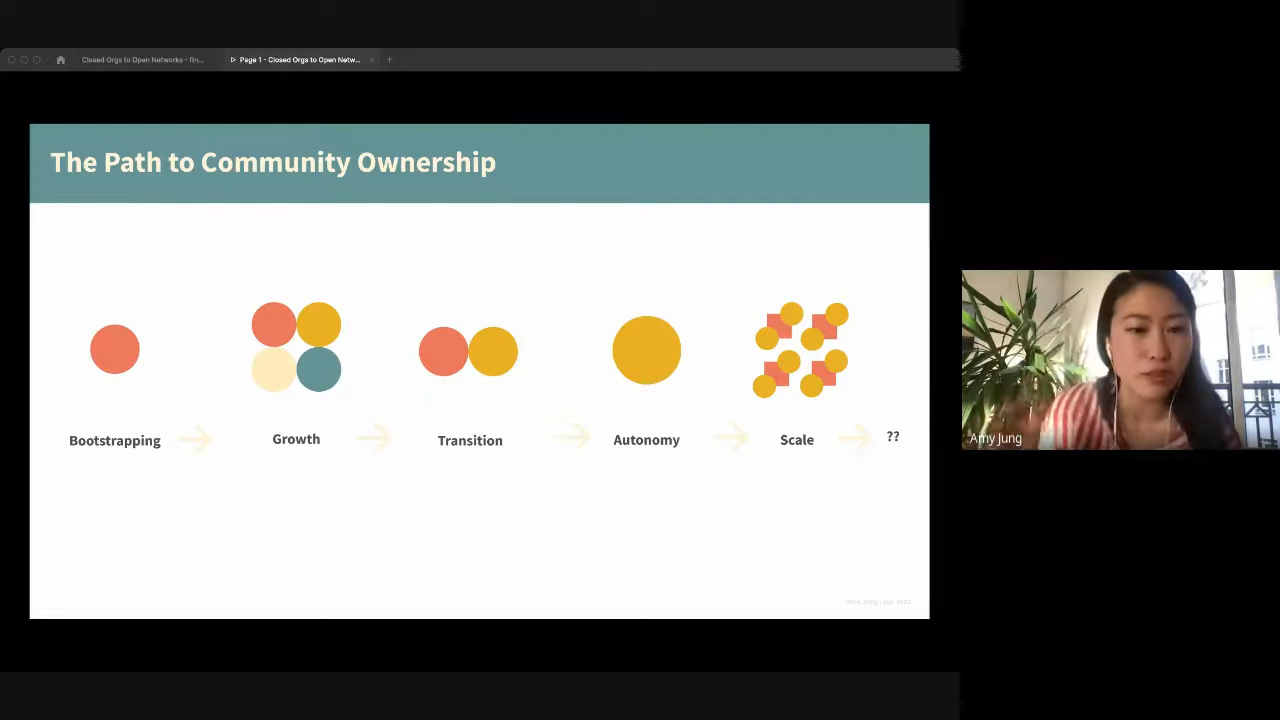 Closed Orgs to Open Networks - Rn...
Page 1 - Closed Orgs to Open Netw...
The Path to Community Ownership
Bootstrapping
Growth
Transition
Autonomy
Scale
??
Amy Jung